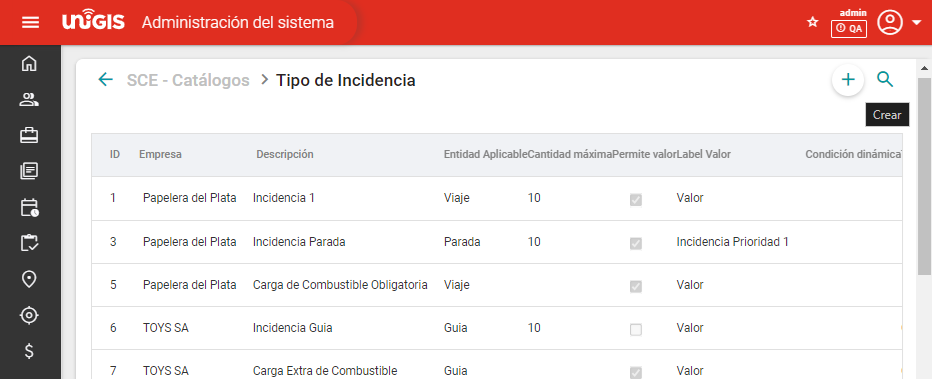 UNIGIS Administración del sistema admin
QA
SCE - Catálogos > Tipo de Incidencia
Crear
ID Empresa Descripción Entidad Aplicable Cantidad máxima Permite valor Label Valor Condición dinámica
1 Papelera del Plata Incidencia 1 Viaje 10 Valor
3 Papelera del Plata Incidencia Parada Parada 10 Incidencia Prioridad 1
5 Papelera del Plata Carga de Combustible Obligatoria Viaje Valor
6 TOYS SA Incidencia Guia Guia 10 Valor
7 TOYS SA Carga Extra de Combustible Guia Valor